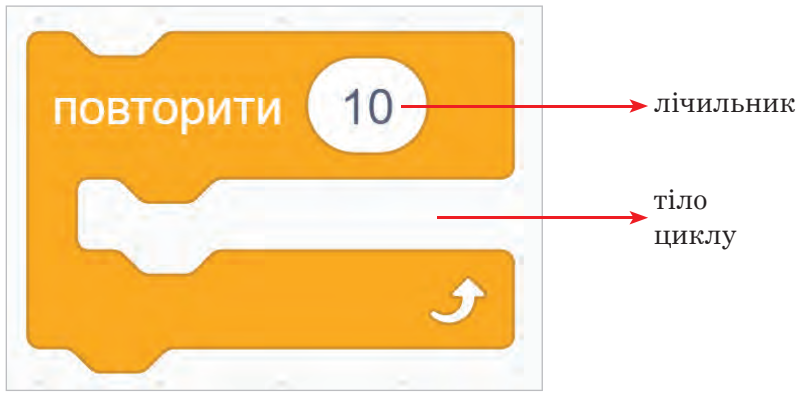 повторити 10
лічильник
тіло
циклу